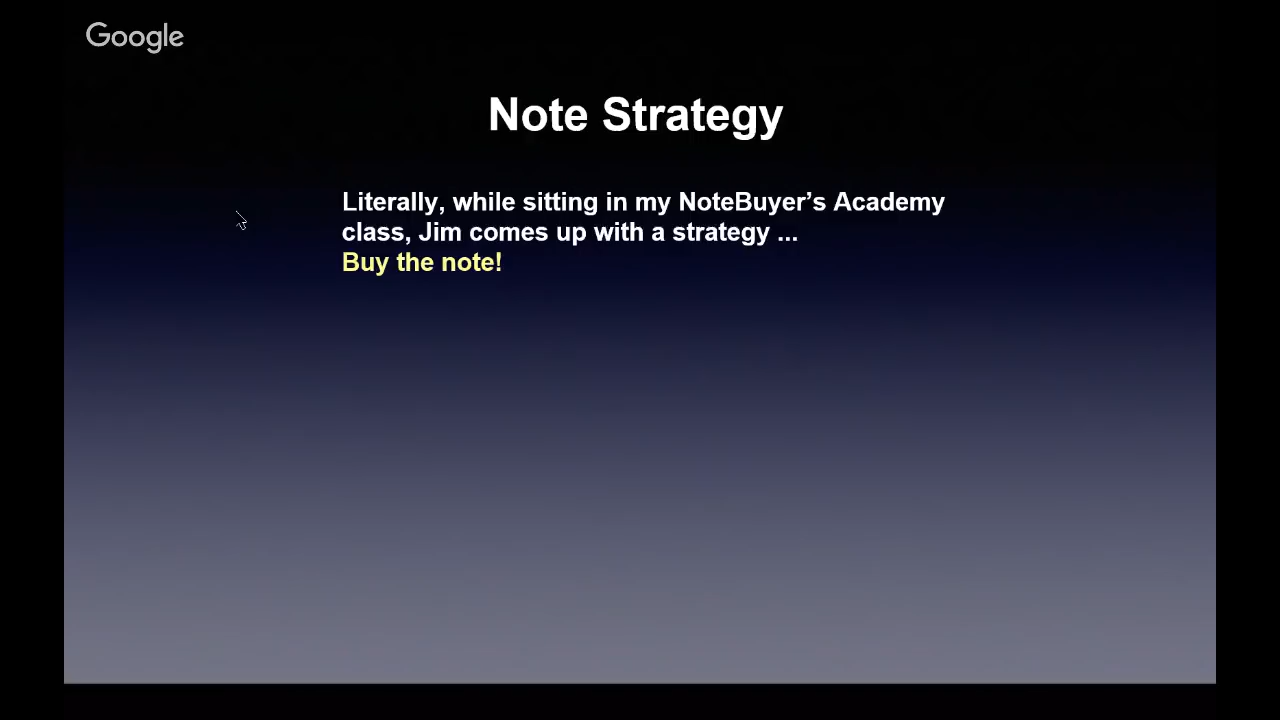 Google
Note Strategy
Literally, while sitting in my NoteBuyer’s Academy
class, Jim comes up with a strategy ...
Buy the note!